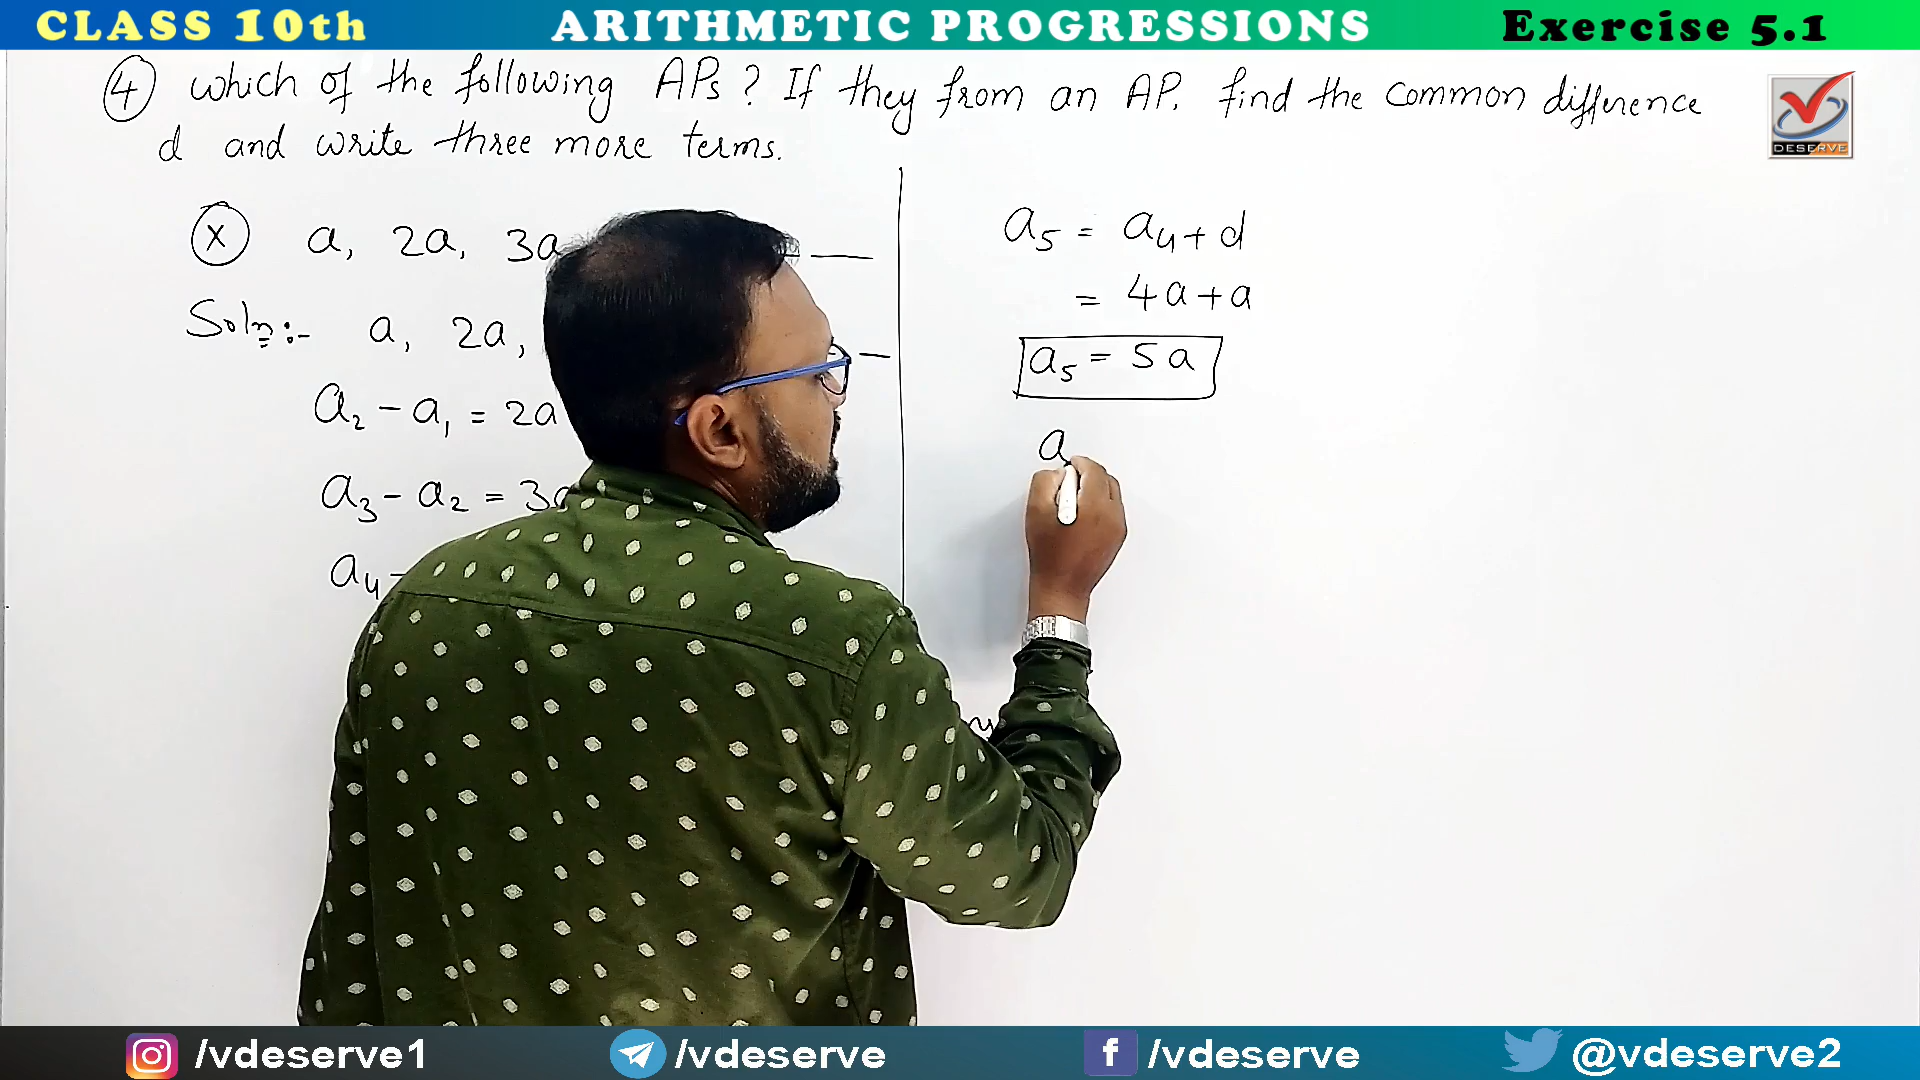 CLASS 10th ARITHMETIC PROGRESSIONS Exercise 5.1
④ which of the following APs ? If they from an AP. find the common difference
d and write three more terms.
DESERVE
(x) a, 2a, 3a
Soln:- a, 2a,
a₂ - a₁ = 2a
a₃ - a₂ = 3a
a₄ -
a₅ = a₄ + d
= 4a + a
a₅ = 5a
a
/vdeserve1 /vdeserve /vdeserve @vdeserve2